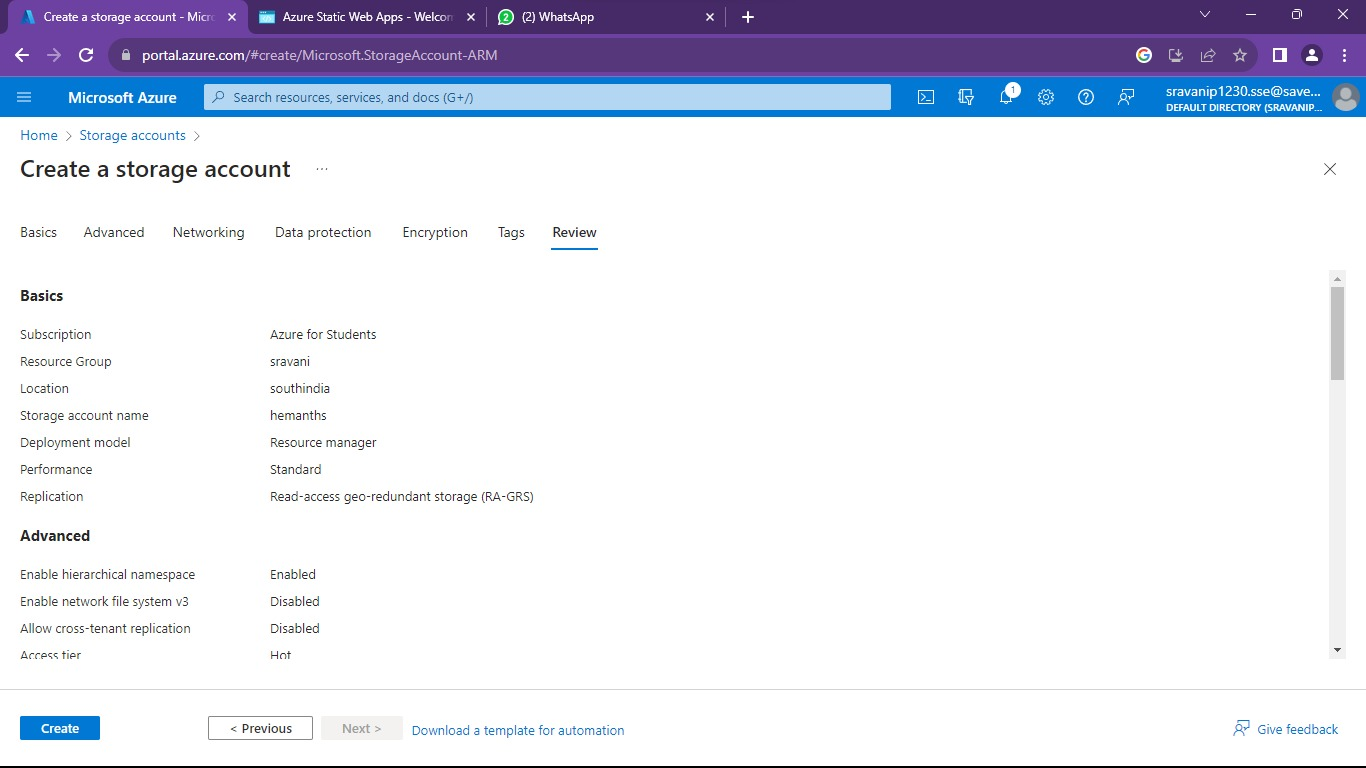 Create a storage account - Micr
Azure Static Web Apps - Welcon
2 (2) WhatsApp
portal.azure.com/#create/Microsoft.StorageAccount-ARM
Microsoft Azure
Search resources, services, and docs (G+/)
1
sravanip1230.sse@save...
DEFAULT DIRECTORY (SRAVANIP...
Home > Storage accounts >
Create a storage account ...
Basics Advanced Networking Data protection Encryption Tags Review
Basics
Subscription Azure for Students
Resource Group sravani
Location southindia
Storage account name hemanths
Deployment model Resource manager
Performance Standard
Replication Read-access geo-redundant storage (RA-GRS)
Advanced
Enable hierarchical namespace Enabled
Enable network file system v3 Disabled
Allow cross-tenant replication Disabled
Access tier Hot
Create < Previous Next > Download a template for automation Give feedback